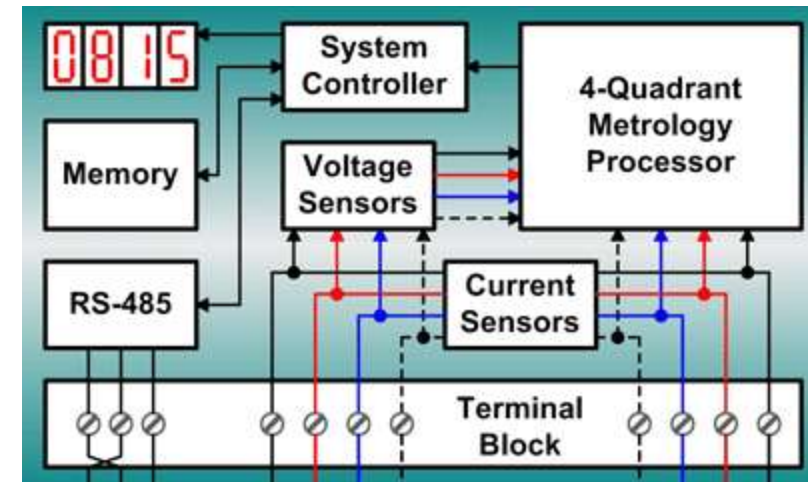 0815
System
Controller
4-Quadrant
Metrology
Processor
Memory
Voltage
Sensors
RS-485
Current
Sensors
Terminal
Block